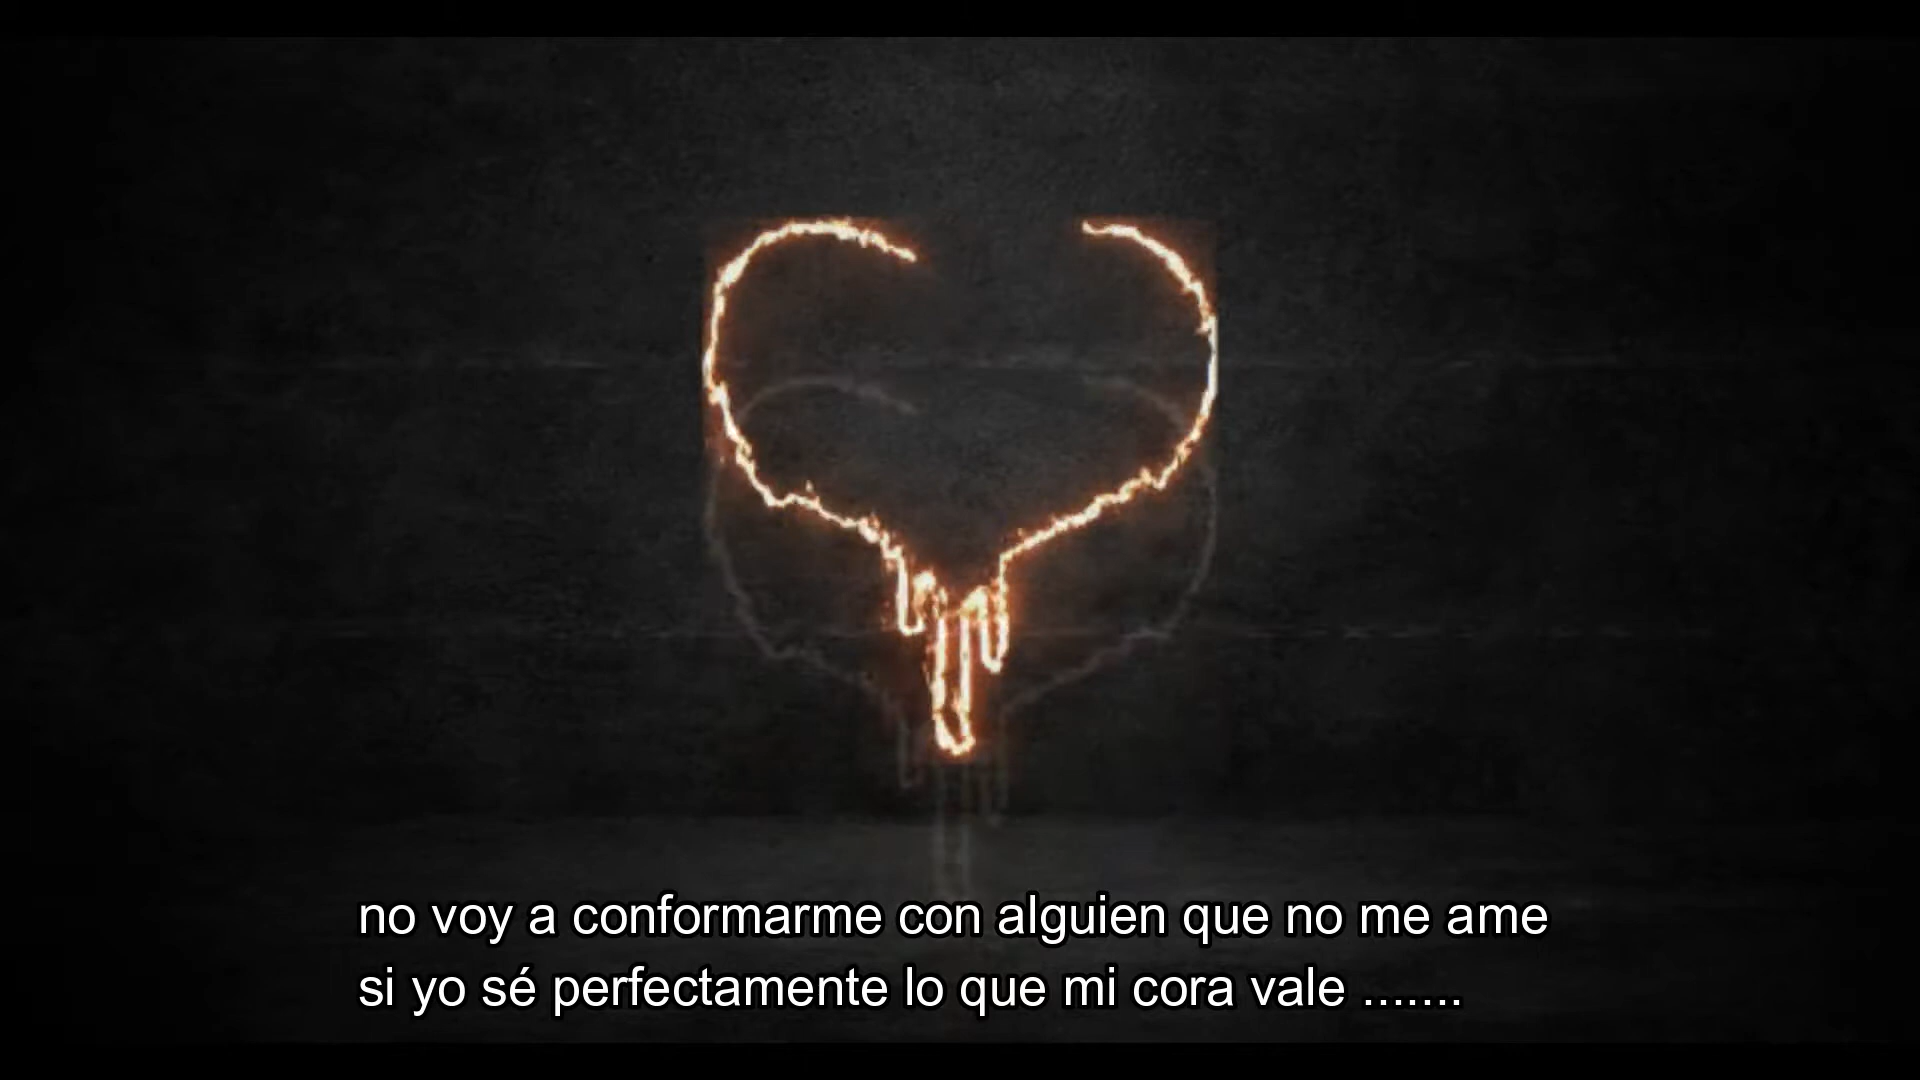 no voy a conformarme con alguien que no me ame
si yo sé perfectamente lo que mi cora vale .......